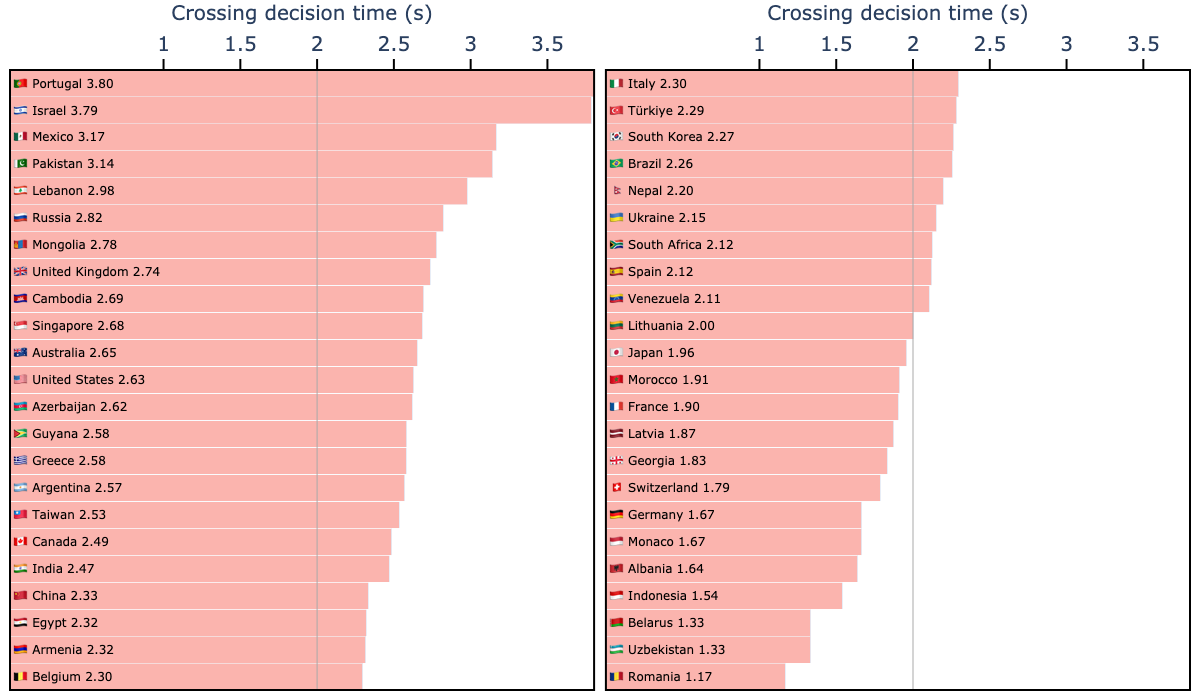 Crossing decision time (s)
1 1.5 2 2.5 3 3.5
Portugal 3.80
Israel 3.79
Mexico 3.17
Pakistan 3.14
Lebanon 2.98
Russia 2.82
Mongolia 2.78
United Kingdom 2.74
Cambodia 2.69
Singapore 2.68
Australia 2.65
United States 2.63
Azerbaijan 2.62
Guyana 2.58
Greece 2.58
Argentina 2.57
Taiwan 2.53
Canada 2.49
India 2.47
China 2.33
Egypt 2.32
Armenia 2.32
Belgium 2.30
Crossing decision time (s)
1 1.5 2 2.5 3 3.5
Italy 2.30
Türkiye 2.29
South Korea 2.27
Brazil 2.26
Nepal 2.20
Ukraine 2.15
South Africa 2.12
Spain 2.12
Venezuela 2.11
Lithuania 2.00
Japan 1.96
Morocco 1.91
France 1.90
Latvia 1.87
Georgia 1.83
Switzerland 1.79
Germany 1.67
Monaco 1.67
Albania 1.64
Indonesia 1.54
Belarus 1.33
Uzbekistan 1.33
Romania 1.17